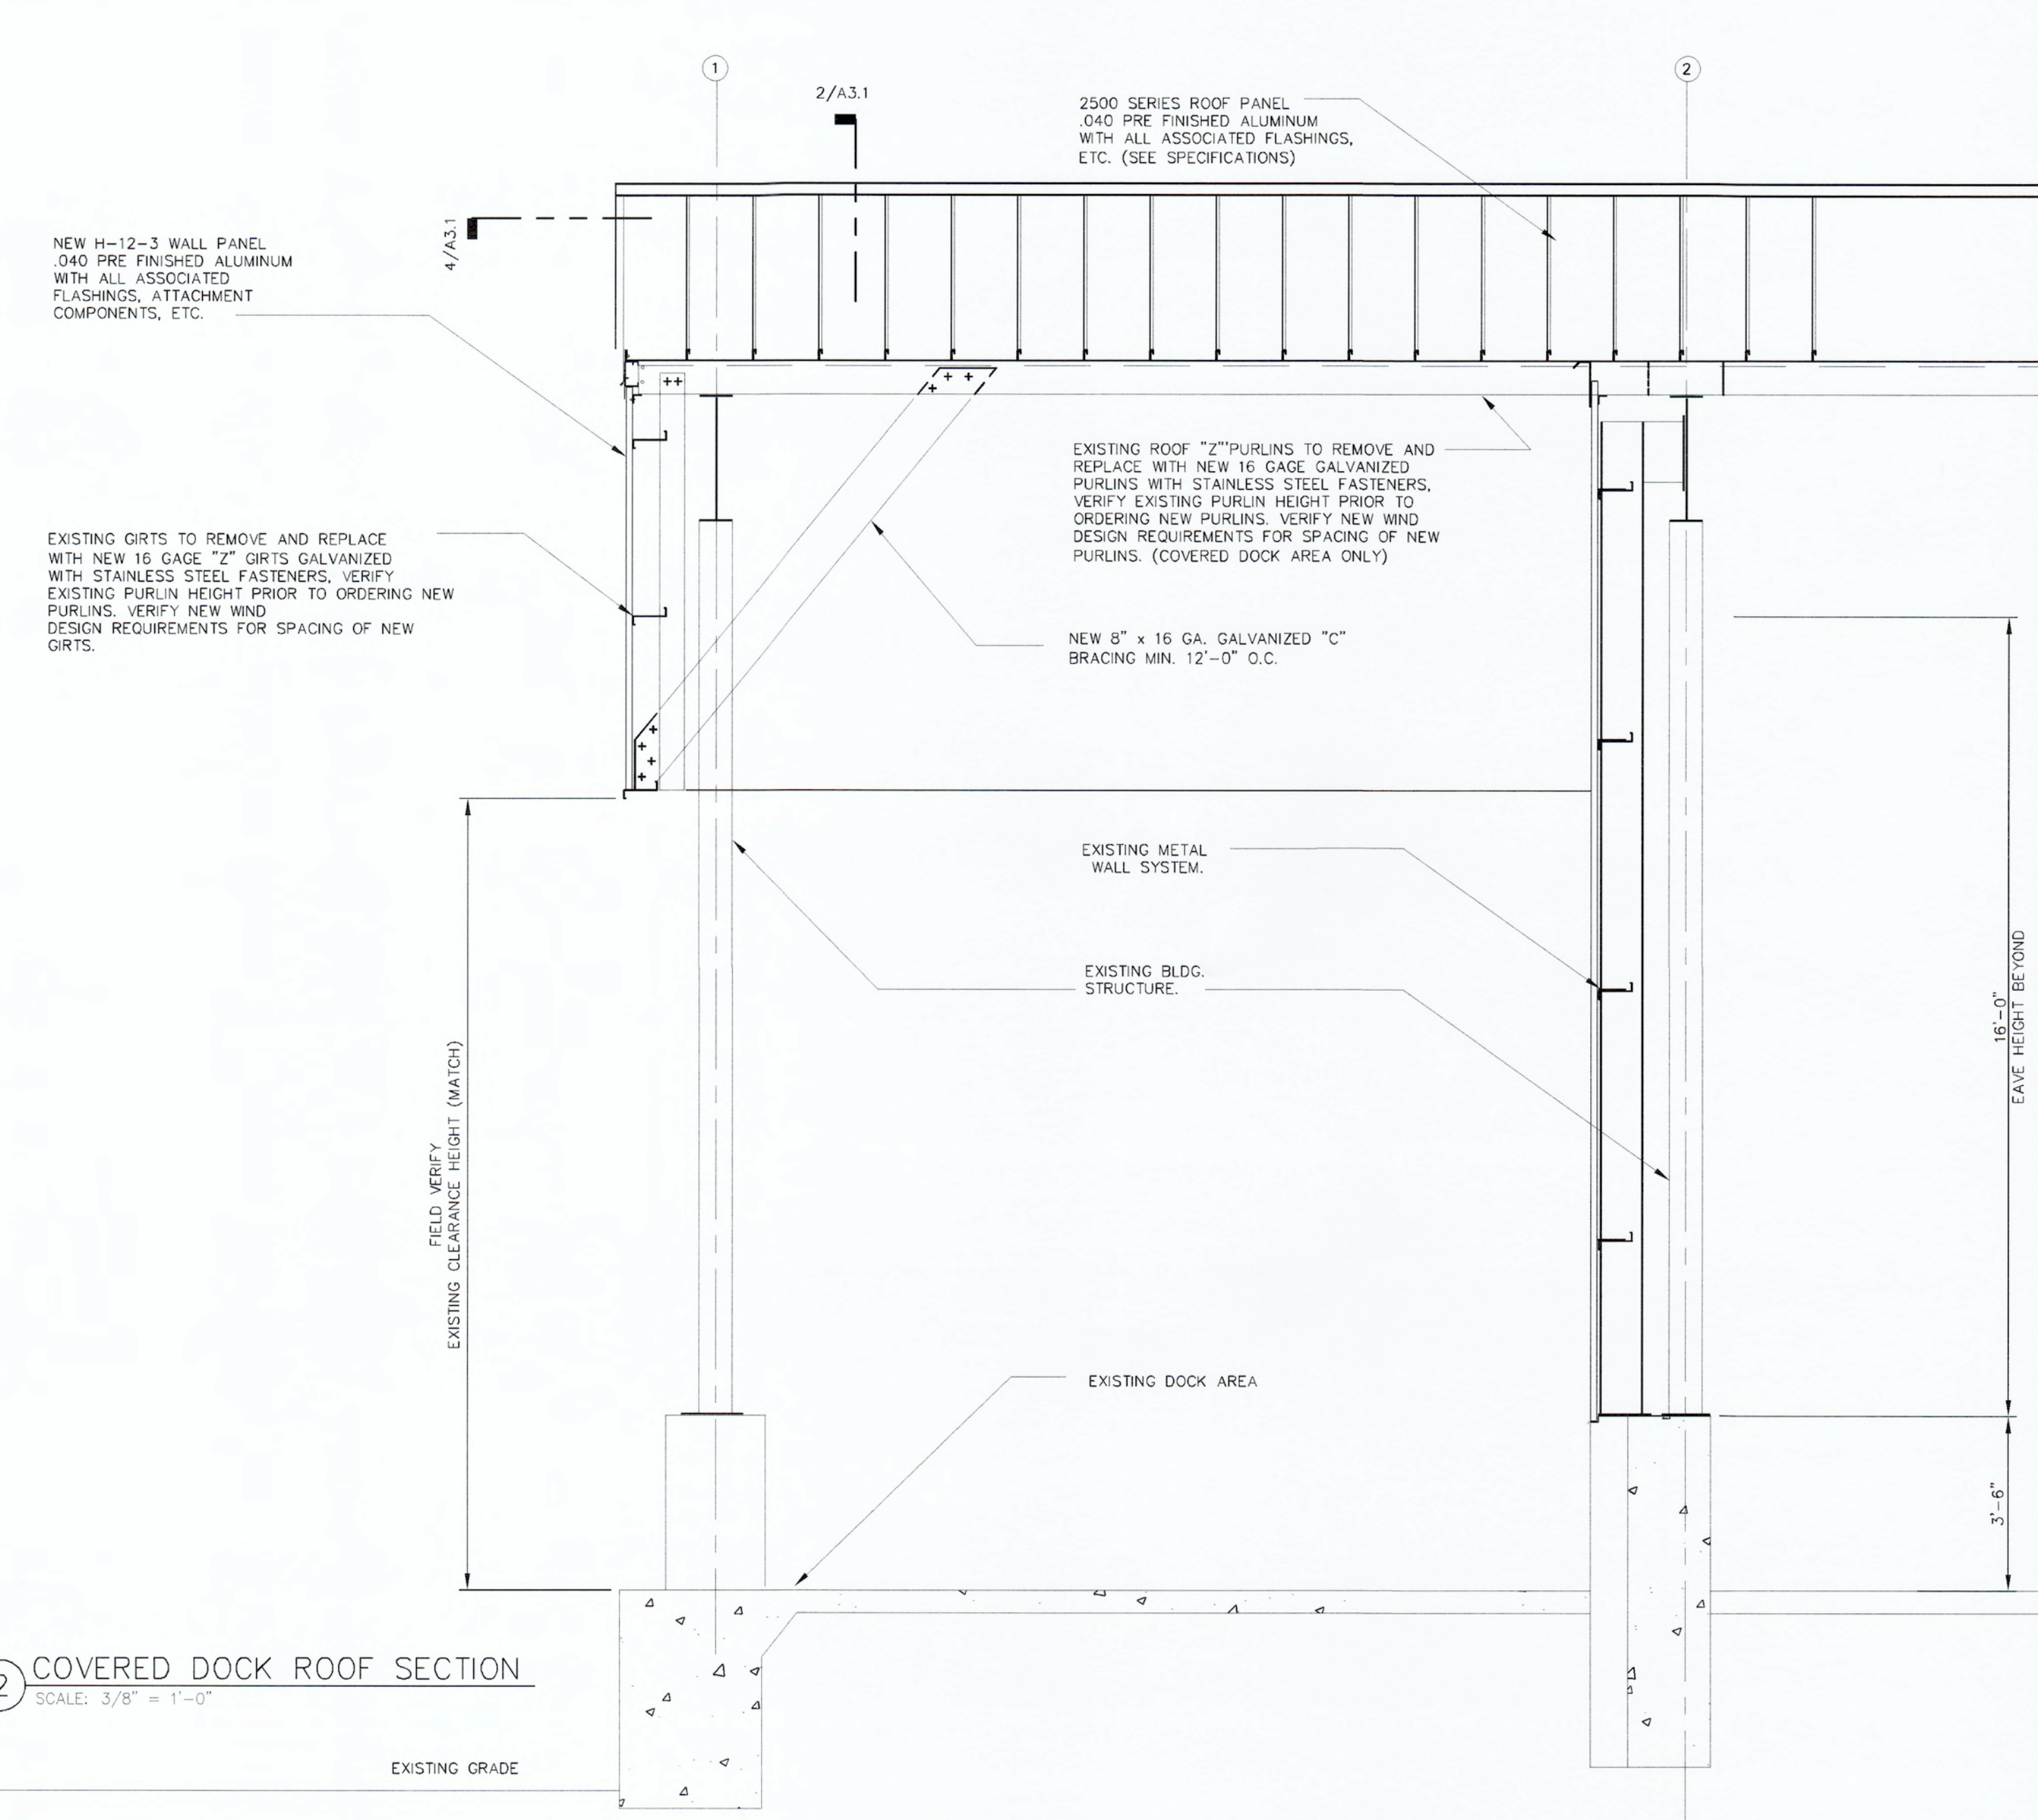 1
2
2/A3.1
2500 SERIES ROOF PANEL
.040 PRE FINISHED ALUMINUM
WITH ALL ASSOCIATED FLASHINGS,
ETC. (SEE SPECIFICATIONS)
4/A3.1
NEW H-12-3 WALL PANEL
.040 PRE FINISHED ALUMINUM
WITH ALL ASSOCIATED
FLASHINGS, ATTACHMENT
COMPONENTS, ETC.
EXISTING ROOF "Z"'PURLINS TO REMOVE AND
REPLACE WITH NEW 16 GAGE GALVANIZED
PURLINS WITH STAINLESS STEEL FASTENERS,
VERIFY EXISTING PURLIN HEIGHT PRIOR TO
ORDERING NEW PURLINS. VERIFY NEW WIND
DESIGN REQUIREMENTS FOR SPACING OF NEW
PURLINS. (COVERED DOCK AREA ONLY)
EXISTING GIRTS TO REMOVE AND REPLACE
WITH NEW 16 GAGE "Z" GIRTS GALVANIZED
WITH STAINLESS STEEL FASTENERS, VERIFY
EXISTING PURLIN HEIGHT PRIOR TO ORDERING NEW
PURLINS. VERIFY NEW WIND
DESIGN REQUIREMENTS FOR SPACING OF NEW
GIRTS.
NEW 8" x 16 GA. GALVANIZED "C"
BRACING MIN. 12'-0" O.C.
EXISTING METAL
WALL SYSTEM.
EXISTING BLDG.
STRUCTURE.
16'-0"
EAVE HEIGHT BEYOND
FIELD VERIFY
EXISTING CLEARANCE HEIGHT (MATCH)
EXISTING DOCK AREA
3'-6"
2 COVERED DOCK ROOF SECTION
SCALE: 3/8" = 1'-0"
EXISTING GRADE